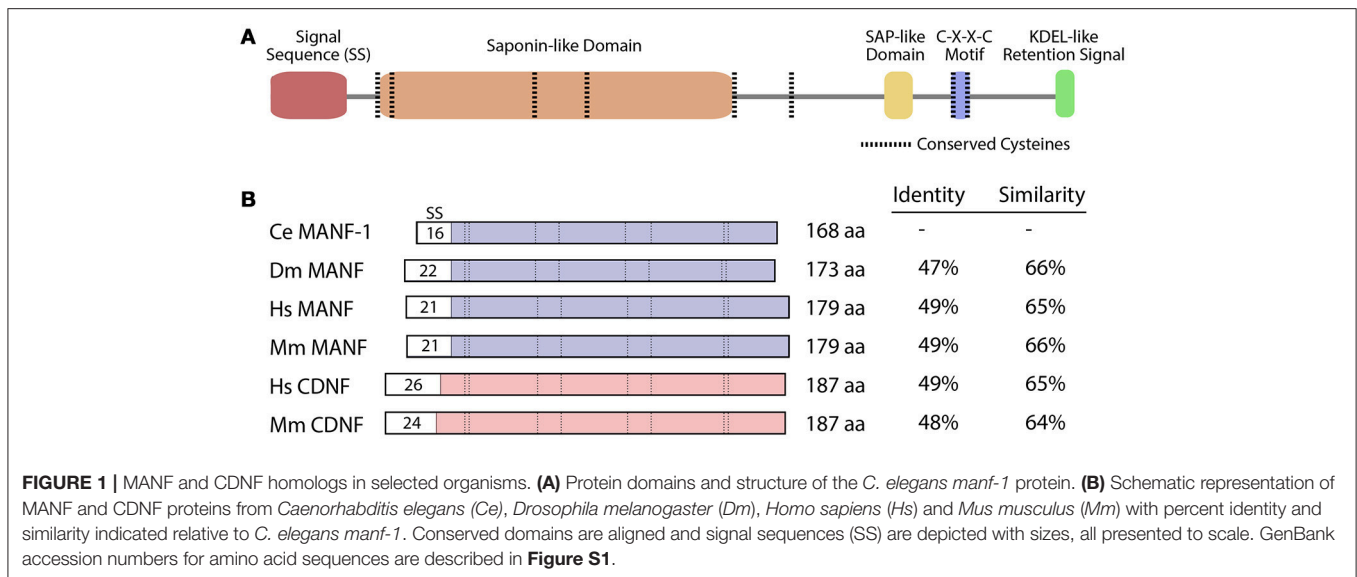 A
Signal
Sequence (SS)
Saponin-like Domain
SAP-like
Domain
C-X-X-C
Motif
KDEL-like
Retention Signal
Conserved Cysteines
B
Identity Similarity
SS
Ce MANF-1 16 168 aa - -
Dm MANF 22 173 aa 47% 66%
Hs MANF 21 179 aa 49% 65%
Mm MANF 21 179 aa 49% 66%
Hs CDNF 26 187 aa 49% 65%
Mm CDNF 24 187 aa 48% 64%
FIGURE 1 | MANF and CDNF homologs in selected organisms. (A) Protein domains and structure of the C. elegans manf-1 protein. (B) Schematic representation of
MANF and CDNF proteins from Caenorhabditis elegans (Ce), Drosophila melanogaster (Dm), Homo sapiens (Hs) and Mus musculus (Mm) with percent identity and
similarity indicated relative to C. elegans manf-1. Conserved domains are aligned and signal sequences (SS) are depicted with sizes, all presented to scale. GenBank
accession numbers for amino acid sequences are described in Figure S1.